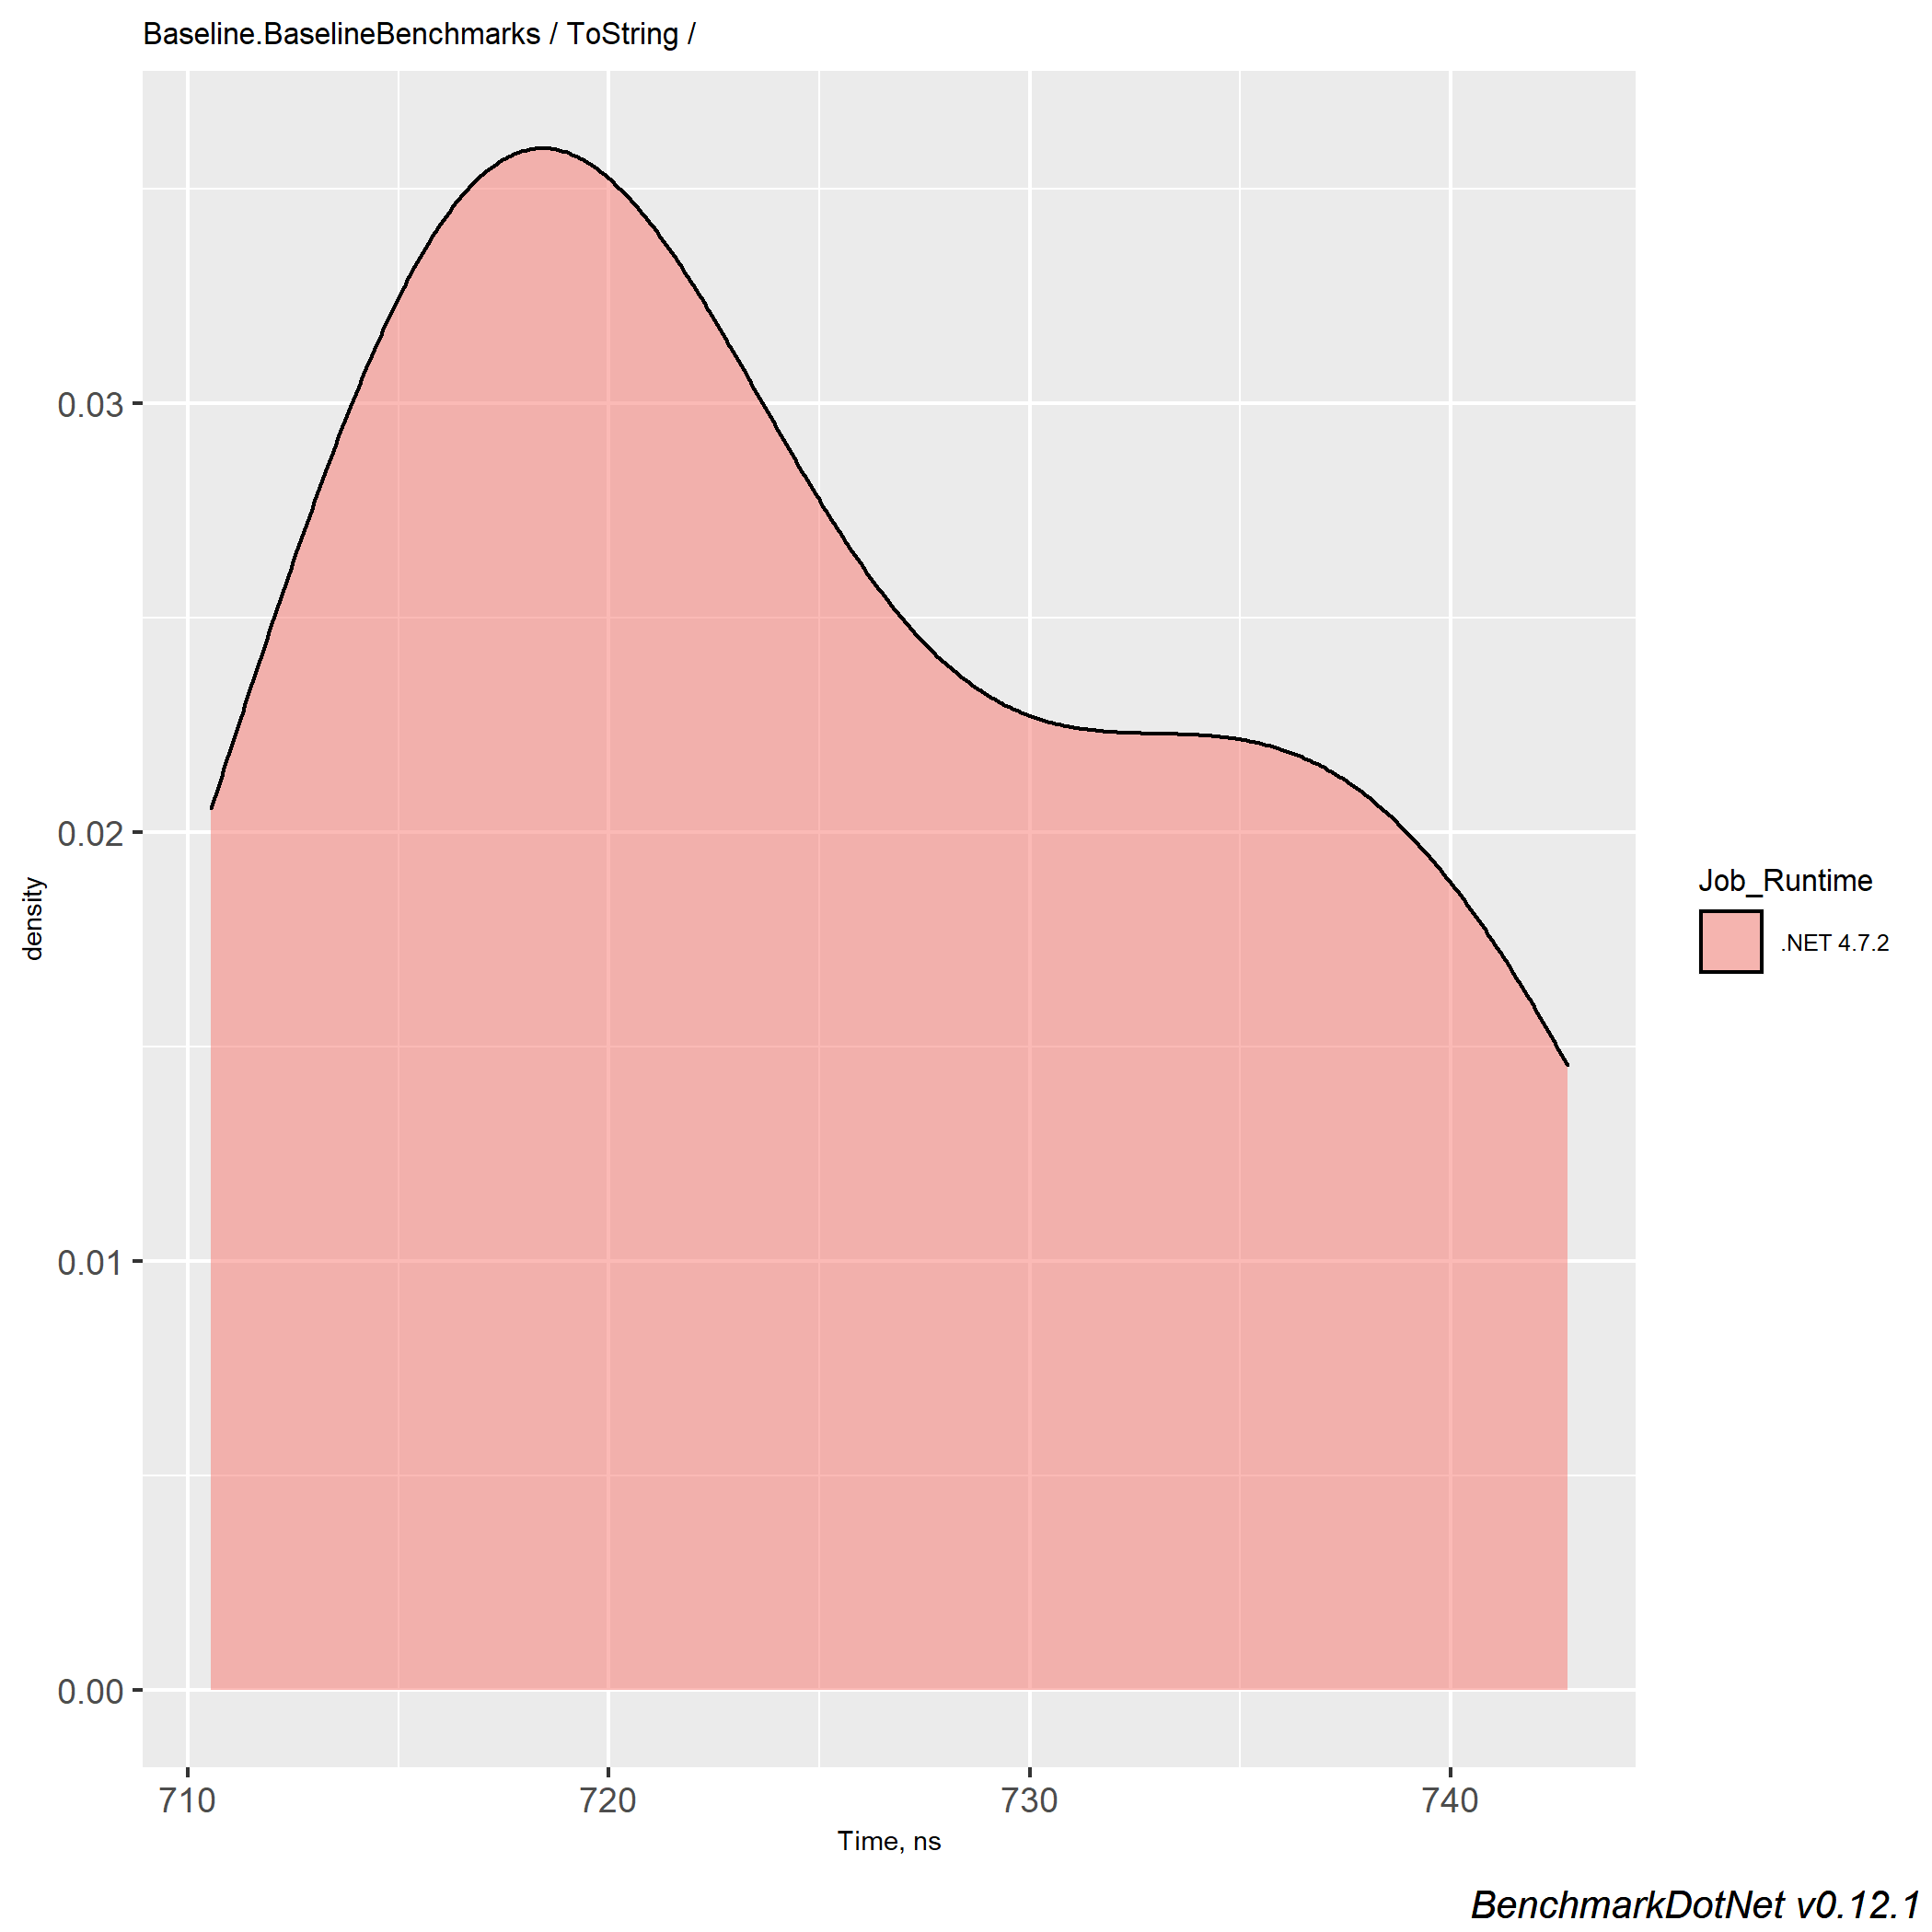 Baseline.BaselineBenchmarks / ToString /
0.03
0.02
0.01
0.00
density
710 720 730 740
Time, ns
Job_Runtime
.NET 4.7.2
BenchmarkDotNet v0.12.1